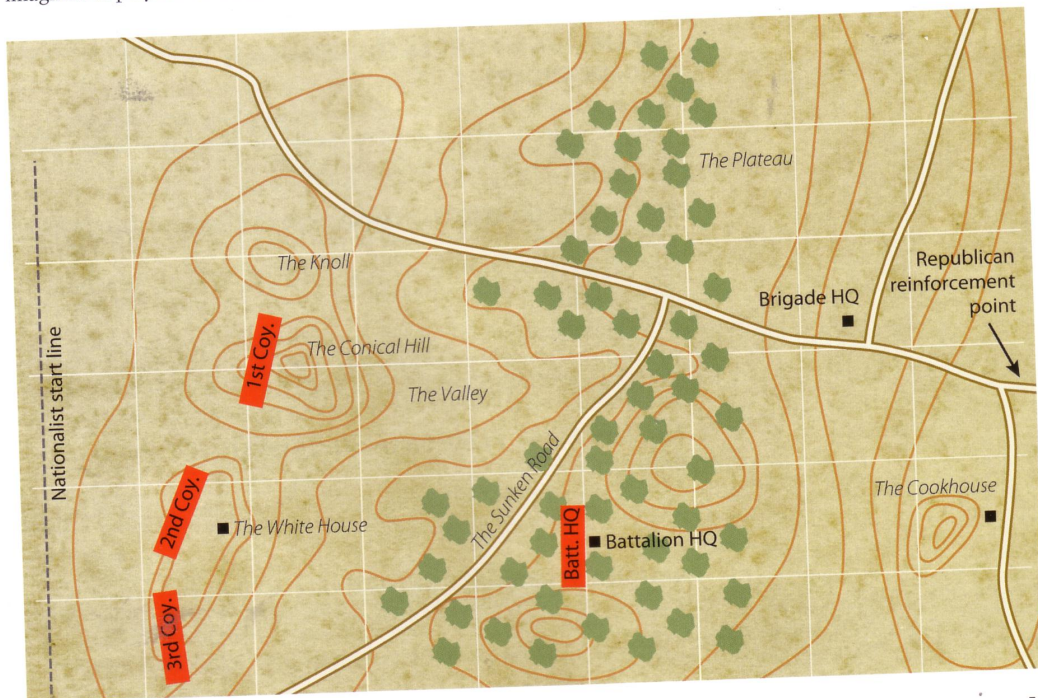 The Plateau
The Knoll
Republican
reinforcement
point
Brigade HQ
Nationalist start line
1st Coy.
The Conical Hill
The Valley
The Sunken Road
The Cookhouse
2nd Coy.
The White House
Batt. HQ
Battalion HQ
3rd Coy.